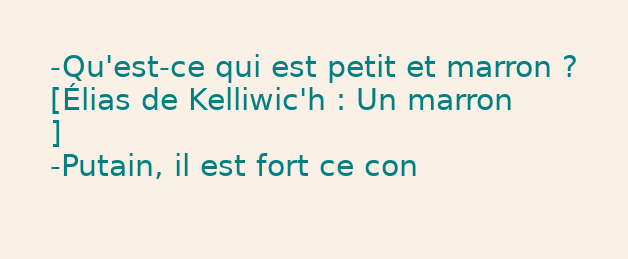 -Qu'est-ce qui est petit et marron ?
[Élias de Kelliwic'h : Un marron
]
-Putain, il est fort ce con